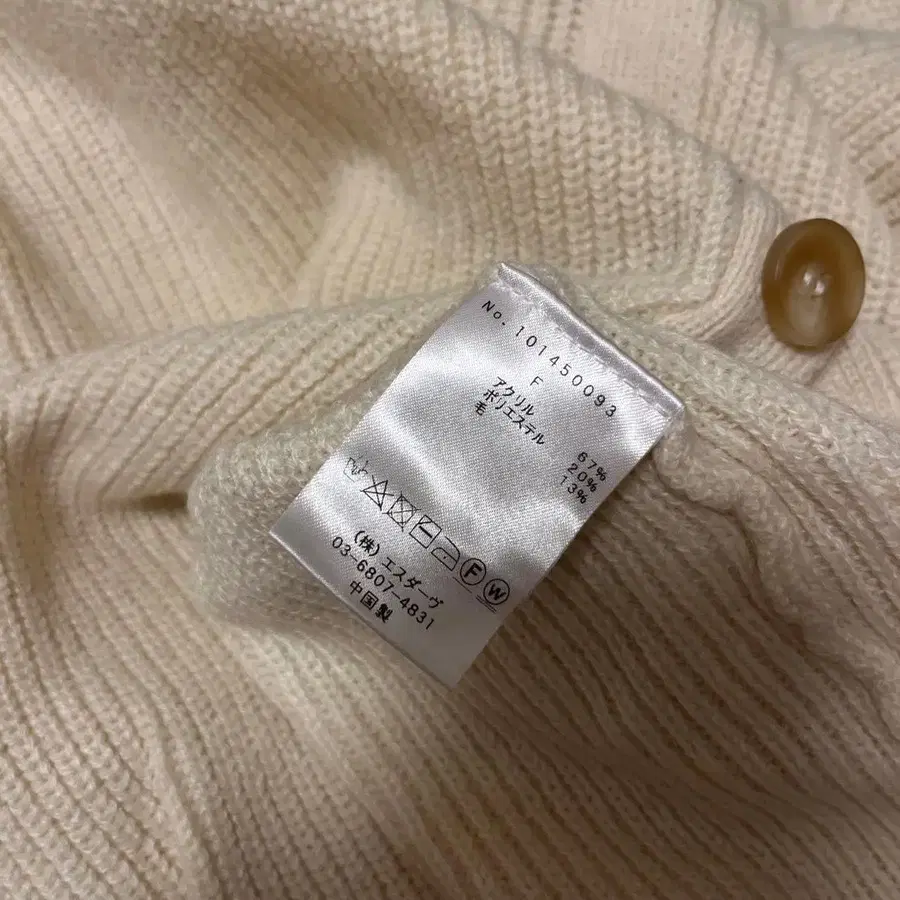 No. 101450093
F
アクリル 67%
ポリエステル 20%
毛 13%
F W
(株)エスダーヴ
03-6807-4831
中国製